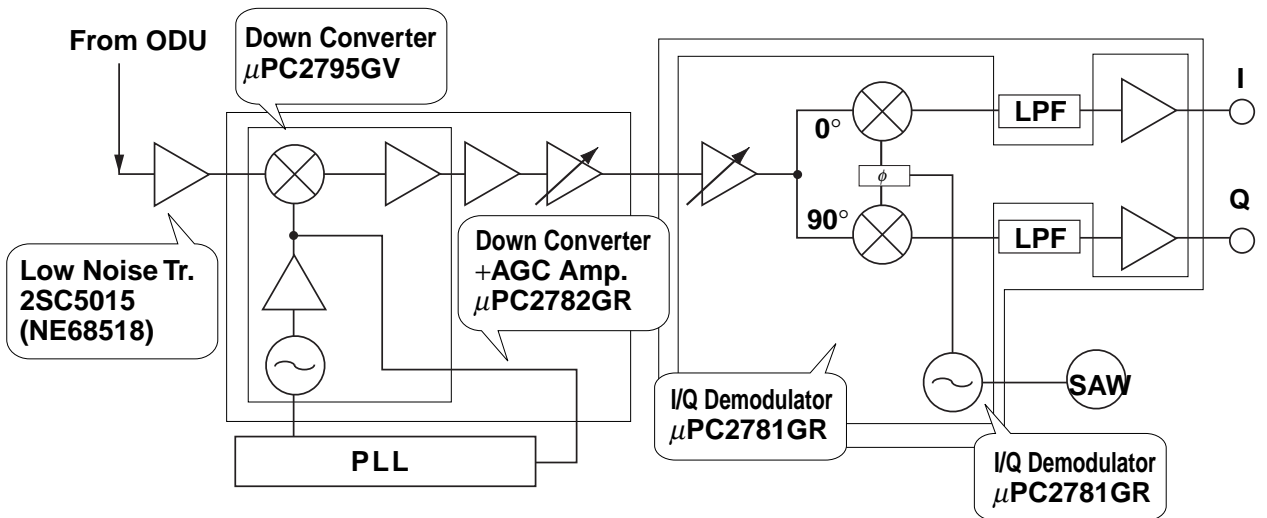 From ODU
Down Converter
μPC2795GV
Low Noise Tr.
2SC5015
(NE68518)
Down Converter
+AGC Amp.
μPC2782GR
PLL
0°
90°
ϕ
LPF
LPF
I
Q
I/Q Demodulator
μPC2781GR
SAW
I/Q Demodulator
μPC2781GR